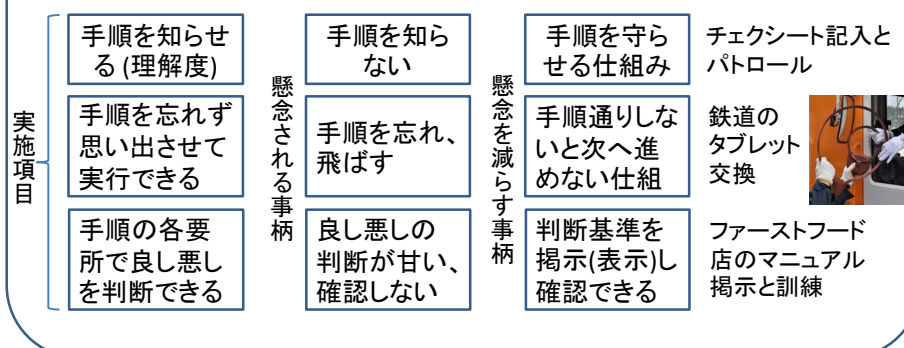 実施項目
手順を知らせ
る (理解度)
手順を忘れず
思い出させて
実行できる
手順の各要
所で良し悪し
を判断できる
懸念される事柄
手順を知ら
ない
手順を忘れ、
飛ばす
良し悪しの
判断が甘い、
確認しない
懸念を減らす事柄
手順を守ら
せる仕組み
手順通りしな
いと次へ進
めない仕組
判断基準を
掲示(表示)し
確認できる
チェクシート記入と
パトロール
鉄道の
タブレット
交換
ファーストフード
店のマニュアル
掲示と訓練